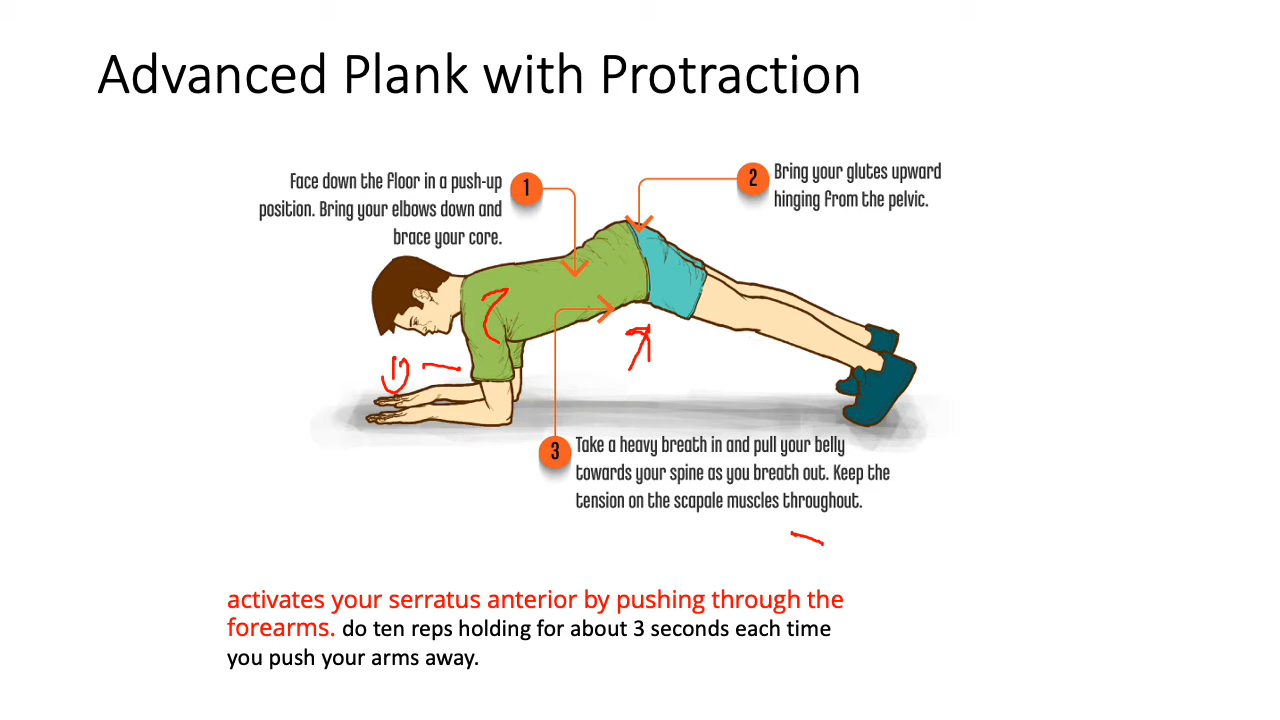 Advanced Plank with Protraction
Face down the floor in a push-up
position. Bring your elbows down and
brace your core.
1
2
Bring your glutes upward
hinging from the pelvic.
3
Take a heavy breath in and pull your belly
towards your spine as you breath out. Keep the
tension on the scapale muscles throughout.
activates your serratus anterior by pushing through the
forearms. do ten reps holding for about 3 seconds each time
you push your arms away.